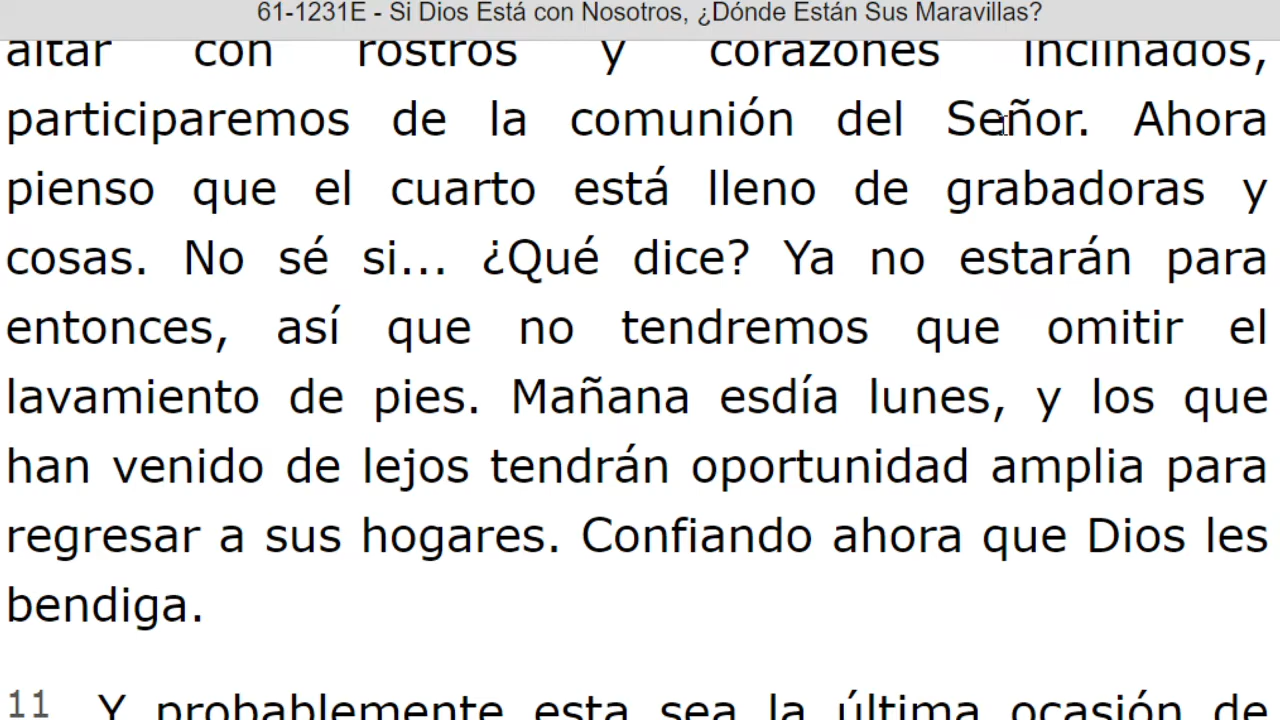 61-1231E - Si Dios Está con Nosotros, ¿Dónde Están Sus Maravillas?
altar con rostros y corazones inclinados,
participaremos de la comunión del Señor. Ahora
pienso que el cuarto está lleno de grabadoras y
cosas. No sé si... ¿Qué dice? Ya no estarán para
entonces, así que no tendremos que omitir el
lavamiento de pies. Mañana esdía lunes, y los que
han venido de lejos tendrán oportunidad amplia para
regresar a sus hogares. Confiando ahora que Dios les
bendiga.
11 Y probablemente esta sea la última ocasión de